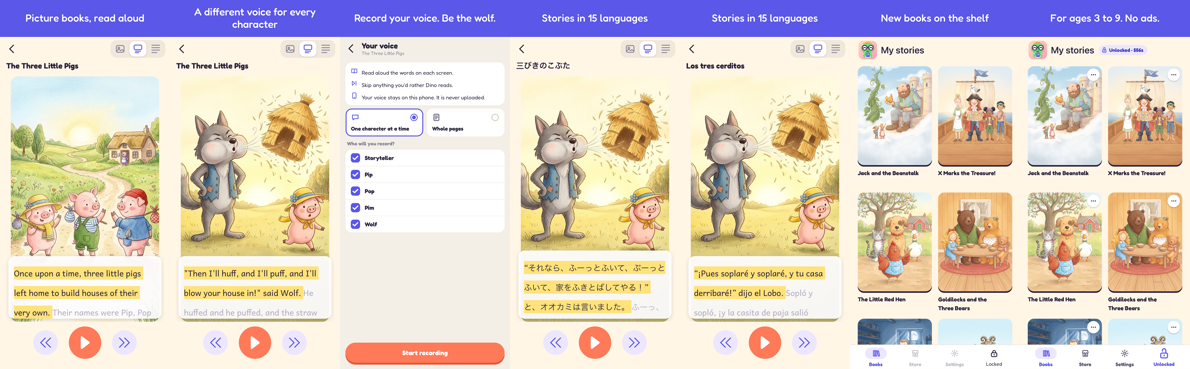 Picture books, read aloud
The Three Little Pigs
Once upon a time, three little pigs
left home to build houses of their
very own. Their names were Pip, Pop
A different voice for every
character
The Three Little Pigs
"Then I'll huff, and I'll puff, and I'll
blow your house in!" said Wolf. He
huffed and he puffed, and the straw
Record your voice. Be the wolf.
Your voice
The Three Little Pigs
Read aloud the words on each screen.
Skip anything you'd rather Dino reads.
Your voice stays on this phone. It is never uploaded.
One character at a time
Whole pages
Who will you record?
Storyteller
Pip
Pop
Pim
Wolf
Start recording
Stories in 15 languages
三びきのこぶた
“それなら、ふーっとふいて、ぷーっと
ふいて、家をふきとばしてやる！”
と、オオカミは言いました。 ふーっ、
Stories in 15 languages
Los tres cerditos
“¡Pues soplaré y soplaré, y tu casa
derribaré!” dijo el Lobo. Sopló y
sopló, ¡y la casita de paja salió
New books on the shelf
My stories
Jack and the Beanstalk
X Marks the Treasure!
The Little Red Hen
Goldilocks and the
Three Bears
Books
Store
Settings
Locked
For ages 3 to 9. No ads.
My stories
Unlocked · 556s
Jack and the Beanstalk
X Marks the Treasure!
The Little Red Hen
Goldilocks and the
Three Bears
Books
Store
Settings
Unlocked